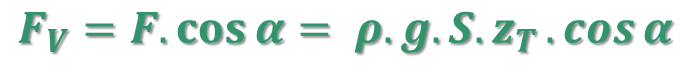 F_V = F. cos α = ρ. g. S. z_T . cos α